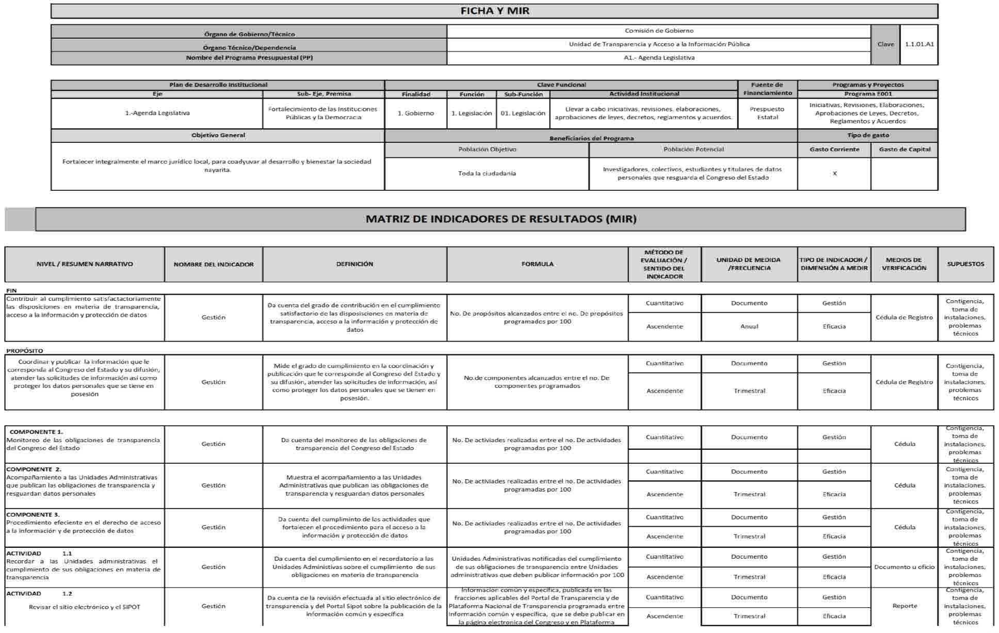 FICHA Y MIR
Órgano de Gobierno/Técnico
Comisión de Gobierno
Órgano Técnico/Dependencia
Unidad de Transparencia y Acceso a la Información Pública
Nombre del Programa Presupuestal (PP)
A1.- Agenda Legislativa
Clave
1.1.01.A1
Plan de Desarrollo Institucional
Clave Funcional
Fuente de
Financiamiento
Programas y Proyectos
Eje
Sub- Eje, Premisa
Finalidad
Función
Sub-Función
Actividad Institucional
Programa E001
1.-Agenda Legislativa
Fortalecimiento de las Instituciones
Públicas y la Democracia
1. Gobierno
1. Legislación
01. Legislación
Llevar a cabo iniciativas, revisiones, elaboraciones,
aprobaciones de leyes, decretos, reglamentos y acuerdos.
Prespuesto
Estatal
Iniciativas, Revisiones, Elaboraciones,
Aprobaciones de Leyes, Decretos,
Reglamentos y Acuerdos
Objetivo General
Beneficiarios del Programa
Tipo de gasto
Población Objetivo
Población Potencial
Gasto Corriente
Gasto de Capital
Fortalecer integralmente el marco jurídico local, para coadyuvar al desarrollo y bienestar la sociedad
nayarita.
Toda la ciudadanía
Investigadores, colectivos, estudiantes y titulares de datos
personales que resguarda el Congreso del Estado
X
MATRIZ DE INDICADORES DE RESULTADOS (MIR)
NIVEL / RESUMEN NARRATIVO
NOMBRE DEL INDICADOR
DEFINICIÓN
FORMULA
MÉTODO DE
EVALUACIÓN /
SENTIDO DEL
INDICADOR
UNIDAD DE MEDIDA
/FRECUENCIA
TIPO DE INDICADOR /
DIMENSIÓN A MEDIR
MEDIOS DE
VERIFICACIÓN
SUPUESTOS
FIN
Contribuir al cumplimiento satisfactactoriamente
las disposiciones en materia de transparencia,
acceso a la información y protección de datos
Gestión
Da cuenta del grado de contribución en el cumplimiento
satisfactorio de las disposisciones en materia de
transparencia, acceso a la información y protección de
datos
No. De propósitos alcanzados entre el no. De propósitos
programados por 100
Cuantitativo
Ascendente
Documento
Anual
Gestión
Eficacia
Cédula de Registro
Contigencia,
toma de
instalaciones,
problemas
técnicos
PROPÓSITO
Coordinar y publicar la información que le
corresponda al Congreso del Estado y su difusión,
atender las solicitudes de información así como
proteger los datos personales que se tiene en
posesión
Gestión
Mide el grado de cumplimiento en la coordinación y
publicación que le corresponde al Congreso del Estado y
su difusión, atender las solicitudes de información, así
como proteger los datos personales que se tienen en
posesión.
No.de componentes alcanzados entre el no. De
componentes programados
Cuantitativo
Ascendente
Documento
Trimestral
Gestión
Eficacia
Cédula de Registro
Contigencia,
toma de
instalaciones,
problemas
técnicos
COMPONENTE 1.
Monitoreo de las obligaciones de transparencia
del Congreso del Estado
Gestión
Da cuenta del monitoreo de las obligaciones de
transparencia del Congreso del Estado
No. De activiades realizadas entre el no. De actividades
programadas por 100
Cuantitativo
Documento
Gestión
Cédula
Contigencia,
toma de
instalaciones,
problemas
técnicos
COMPONENTE 2.
Acompañamiento a las Unidades Administrativas
que publican las obligaciones de transparencia y
resguardan datos personales
Gestión
Muestra el acompañamiento a las Unidades
Administrativas que publican las obligaciones de
transparencia y resguardan datos personales
No. De activiades realizadas entre el no. De actividades
programadas por 100
Cuantitativo
Ascendente
Documento
Trimestral
Gestión
Eficacia
Cédula
Contigencia,
toma de
instalaciones.
problemas
técnicos
COMPONENTE 3.
Procedimiento efeciente en el derecho de acceso
a la información y de protección de datos
Gestión
Da cuenta del cumpliminto de las actividades que
fortalecen el procedimiento para el acceso a la
información y protección de datos
No. De activiades realizadas entre el no. De actividades
programadas por 100
Cuantitativo
Ascendente
Documento
Trimestral
Gestión
Eficacia
Cédula
Contigencia,
toma de
instalaciones,
problemas
técnicos
ACTIVIDAD 1.1
Recordar a las Unidades administrativas el
cumplimiento de sus obligaciones en materia de
transparencia
Gestión
Da cuenta del cumplimiento en el recordatorio a las
Unidades Administivas sobre el cumplimiento de sus
obligaciones en materia de transparencia
Unidades Administrativas notificadas del cumplimiento
de sus obligaciones de transparencia entre Unidades
administrativas que deben publicar información por 100
Cuantitativo
Ascendente
Documento
Trimestral
Gestión
Eficacia
Documento u oficio
Contigencia,
toma de
instalaciones,
problemas
técnicos
ACTIVIDAD 1.2
Revisar el sitio electrónico y el SIPOT
Gestión
Da cuenta de la revisión efectuada al sitio electrónico de
transparencia y del Portal Sipot sobre la publicación de la
información común y específica
Información común y específica, publicada en las
fracciones aplicables del Portal de Transparencia y de
Plataforma Nacional de Transparencia programada entre
Información común y específica, que se debe publicar en
la página electronica del Congreso y en Plataforma
Cuantitativo
Ascendente
Documento
Trimestral
Gestión
Eficacia
Reporte
Contigencia,
toma de
instalaciones,
problemas
técnicos